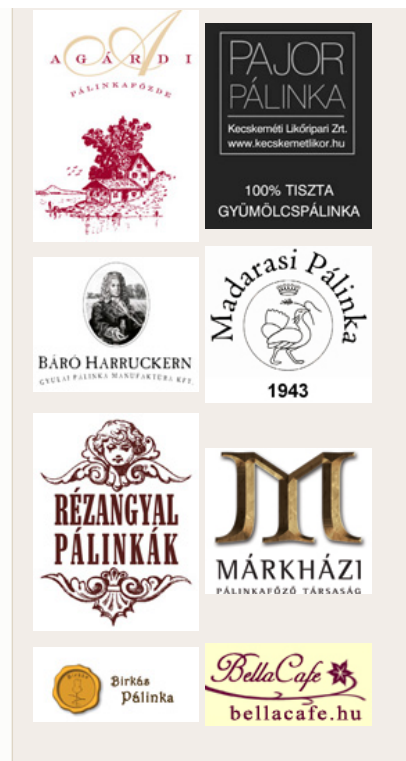 AGÁRDI
PÁLINKAFŐZDE
PAJOR
PÁLINKA
Kecskeméti Likőripari Zrt.
www.kecskemetlikor.hu
100% TISZTA
GYÜMÖLCSPÁLINKA
BÁRÓ HARRUCKERN
GYULAI PÁLINKA MANUFAKTÚRA KFT.
Madarasi Pálinka
1943
RÉZANGYAL
PÁLINKÁK
M
MÁRKHÁZI
PÁLINKAFŐZŐ TÁRSASÁG
Birkás
Pálinka
BellaCafe
bellacafe.hu